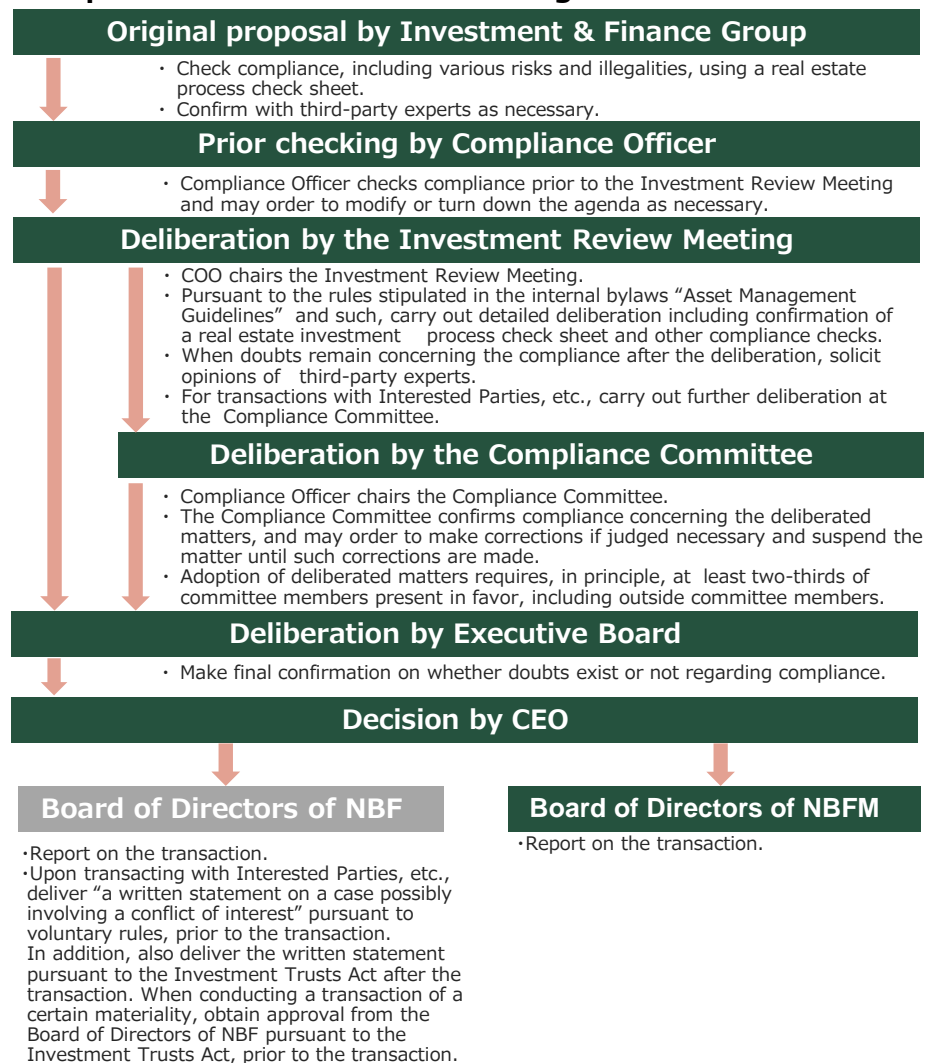 Original proposal by Investment & Finance Group
・ Check compliance, including various risks and illegalities, using a real estate
process check sheet.
・ Confirm with third-party experts as necessary.
Prior checking by Compliance Officer
・ Compliance Officer checks compliance prior to the Investment Review Meeting
and may order to modify or turn down the agenda as necessary.
Deliberation by the Investment Review Meeting
・ COO chairs the Investment Review Meeting.
・ Pursuant to the rules stipulated in the internal bylaws “Asset Management
Guidelines” and such, carry out detailed deliberation including confirmation of
a real estate investment process check sheet and other compliance checks.
・ When doubts remain concerning the compliance after the deliberation, solicit
opinions of third-party experts.
・ For transactions with Interested Parties, etc., carry out further deliberation at
the Compliance Committee.
Deliberation by the Compliance Committee
・ Compliance Officer chairs the Compliance Committee.
・ The Compliance Committee confirms compliance concerning the deliberated
matters, and may order to make corrections if judged necessary and suspend the
matter until such corrections are made.
・ Adoption of deliberated matters requires, in principle, at least two-thirds of
committee members present in favor, including outside committee members.
Deliberation by Executive Board
・ Make final confirmation on whether doubts exist or not regarding compliance.
Decision by CEO
Board of Directors of NBF
・Report on the transaction.
・Upon transacting with Interested Parties, etc.,
deliver “a written statement on a case possibly
involving a conflict of interest” pursuant to
voluntary rules, prior to the transaction.
In addition, also deliver the written statement
pursuant to the Investment Trusts Act after the
transaction. When conducting a transaction of a
certain materiality, obtain approval from the
Board of Directors of NBF pursuant to the
Investment Trusts Act, prior to the transaction.
Board of Directors of NBFM
・Report on the transaction.